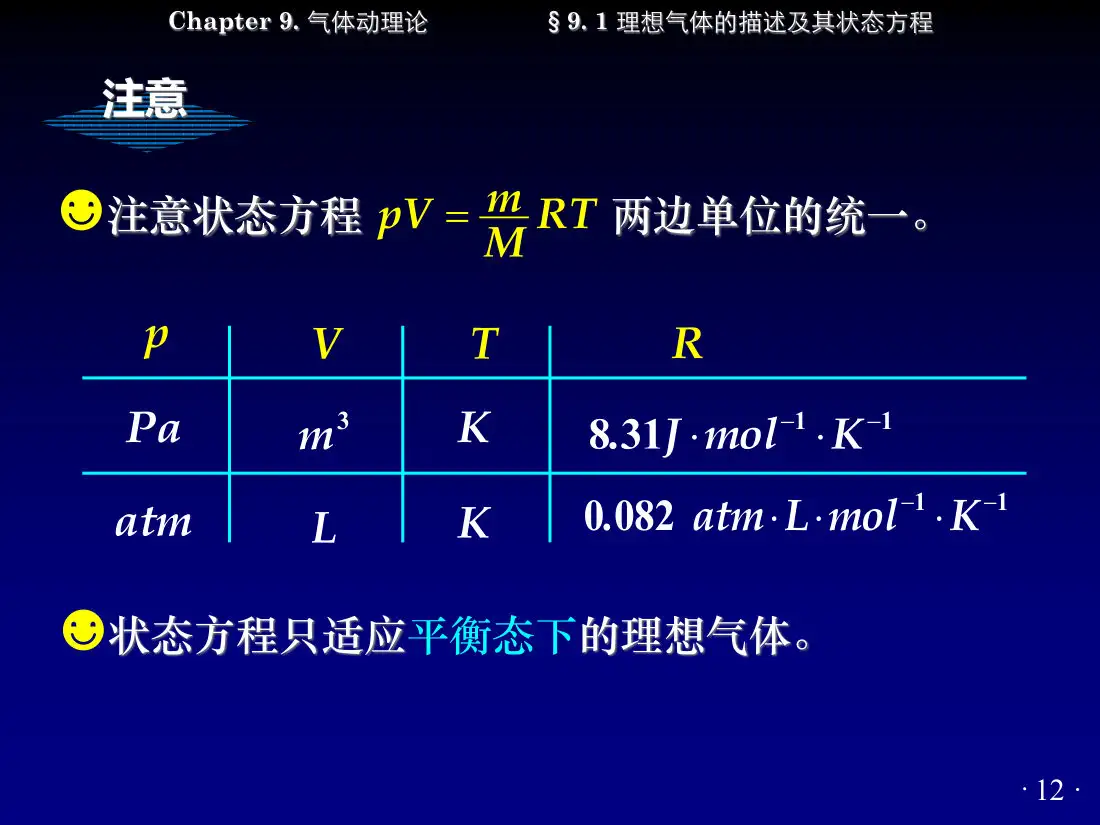 Chapter 9. 气体动理论 §9. 1 理想气体的描述及其状态方程
注意
注意状态方程 pV = m/M RT 两边单位的统一。
p V T R
Pa m³ K 8.31J·mol⁻¹·K⁻¹
atm L K 0.082 atm·L·mol⁻¹·K⁻¹
状态方程只适应平衡态下的理想气体。
·12·